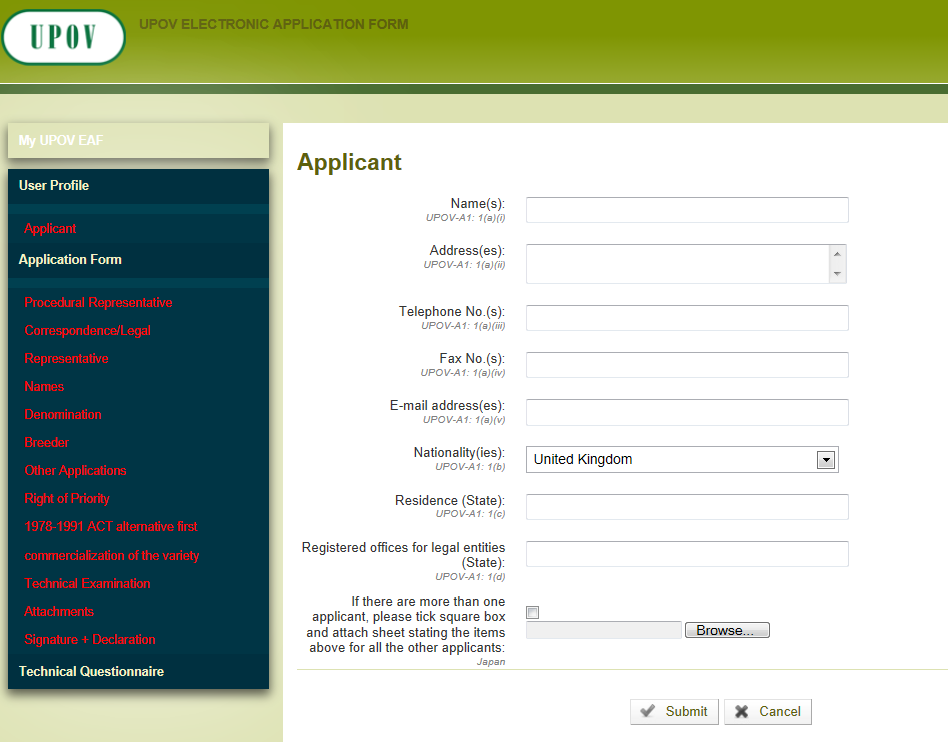 UPOV
UPOV ELECTRONIC APPLICATION FORM
My UPOV EAF
User Profile
Applicant
Application Form
Procedural Representative
Correspondence/Legal
Representative
Names
Denomination
Breeder
Other Applications
Right of Priority
1978-1991 ACT alternative first
commercialization of the variety
Technical Examination
Attachments
Signature + Declaration
Technical Questionnaire
Applicant
Name(s):
UPOV-A1: 1(a)(i)
Address(es):
UPOV-A1: 1(a)(ii)
Telephone No.(s):
UPOV-A1: 1(a)(iii)
Fax No.(s):
UPOV-A1: 1(a)(iv)
E-mail address(es):
UPOV-A1: 1(a)(v)
Nationality(ies):
UPOV-A1: 1(b)
United Kingdom
Residence (State):
UPOV-A1: 1(c)
Registered offices for legal entities
(State):
UPOV-A1: 1(d)
If there are more than one
applicant, please tick square box
and attach sheet stating the items
above for all the other applicants:
Japan
Browse...
Submit
Cancel